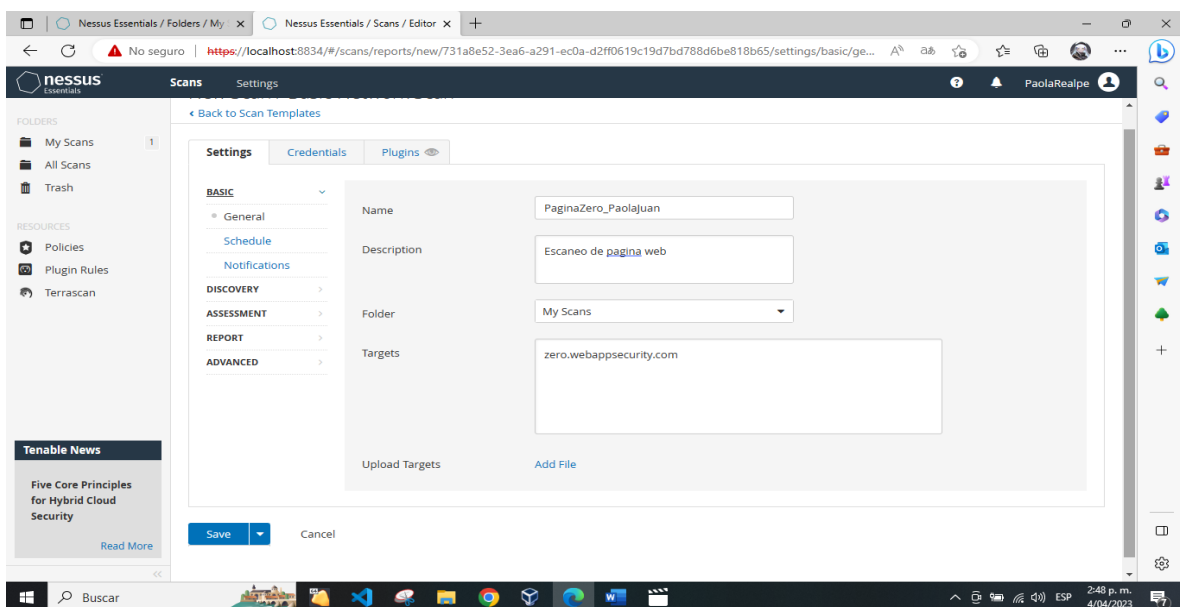 Nessus Essentials / Folders / My
Nessus Essentials / Scans / Editor
No seguro
https://localhost:8834/#/scans/reports/new/731a8e52-3ea6-a291-ec0a-d2ff0619c19d7bd788d6be818b65/settings/basic/ge...
nessus
Essentials
Scans
Settings
PaolaRealpe
Back to Scan Templates
FOLDERS
My Scans
1
All Scans
Trash
RESOURCES
Policies
Plugin Rules
Terrascan
Settings
Credentials
Plugins
BASIC
General
Schedule
Notifications
DISCOVERY
ASSESSMENT
REPORT
ADVANCED
Name
PaginaZero_PaolaJuan
Description
Escaneo de pagina web
Folder
My Scans
Targets
zero.webappsecurity.com
Upload Targets
Add File
Save
Cancel
Tenable News
Five Core Principles
for Hybrid Cloud
Security
Read More
Buscar
ESP
2:48 p. m.
4/04/2023